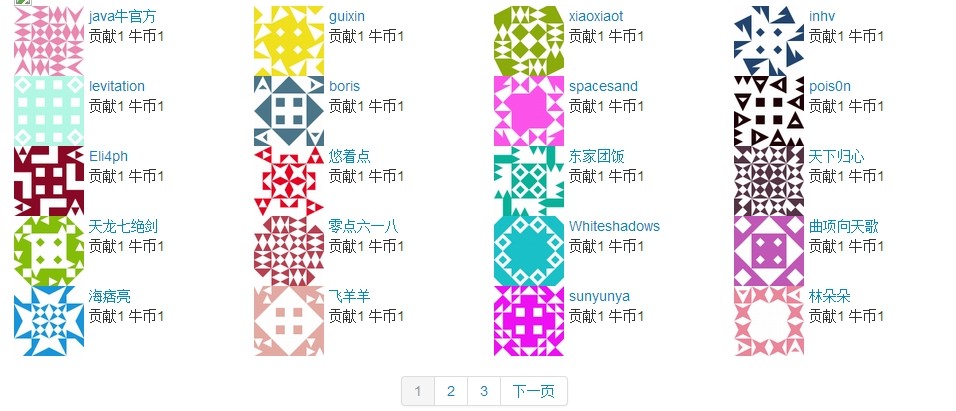 java牛官方
贡献1 牛币1
guixin
贡献1 牛币1
xiaoxiaot
贡献1 牛币1
inhv
贡献1 牛币1
levitation
贡献1 牛币1
boris
贡献1 牛币1
spacesand
贡献1 牛币1
pois0n
贡献1 牛币1
Eli4ph
贡献1 牛币1
悠着点
贡献1 牛币1
东家团饭
贡献1 牛币1
天下归心
贡献1 牛币1
天龙七绝剑
贡献1 牛币1
零点六一八
贡献1 牛币1
Whiteshadows
贡献1 牛币1
曲项向天歌
贡献1 牛币1
海痞亮
贡献1 牛币1
飞羊羊
贡献1 牛币1
sunyunya
贡献1 牛币1
林朵朵
贡献1 牛币1
1 2 3 下一页